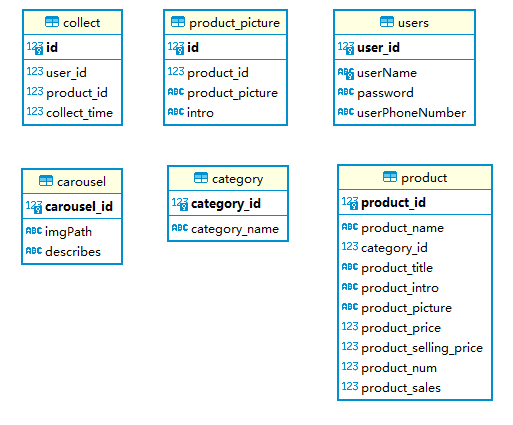 collect
123 id
123 user_id
123 product_id
123 collect_time
product_picture
123 id
123 product_id
ABC product_picture
ABC intro
users
123 user_id
ABC userName
ABC password
ABC userPhoneNumber
carousel
123 carousel_id
ABC imgPath
ABC describes
category
123 category_id
ABC category_name
product
123 product_id
ABC product_name
123 category_id
ABC product_title
ABC product_intro
ABC product_picture
123 product_price
123 product_selling_price
123 product_num
123 product_sales